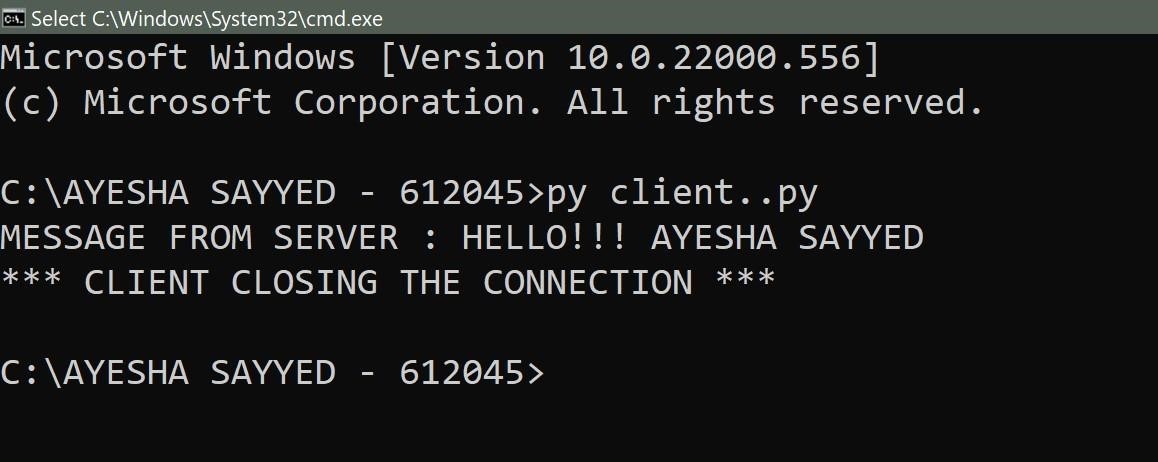 Select C:\Windows\System32\cmd.exe
Microsoft Windows [Version 10.0.22000.556]
(c) Microsoft Corporation. All rights reserved.
C:\AYESHA SAYYED - 612045>py client..py
MESSAGE FROM SERVER : HELLO!!! AYESHA SAYYED
*** CLIENT CLOSING THE CONNECTION ***
C:\AYESHA SAYYED - 612045>